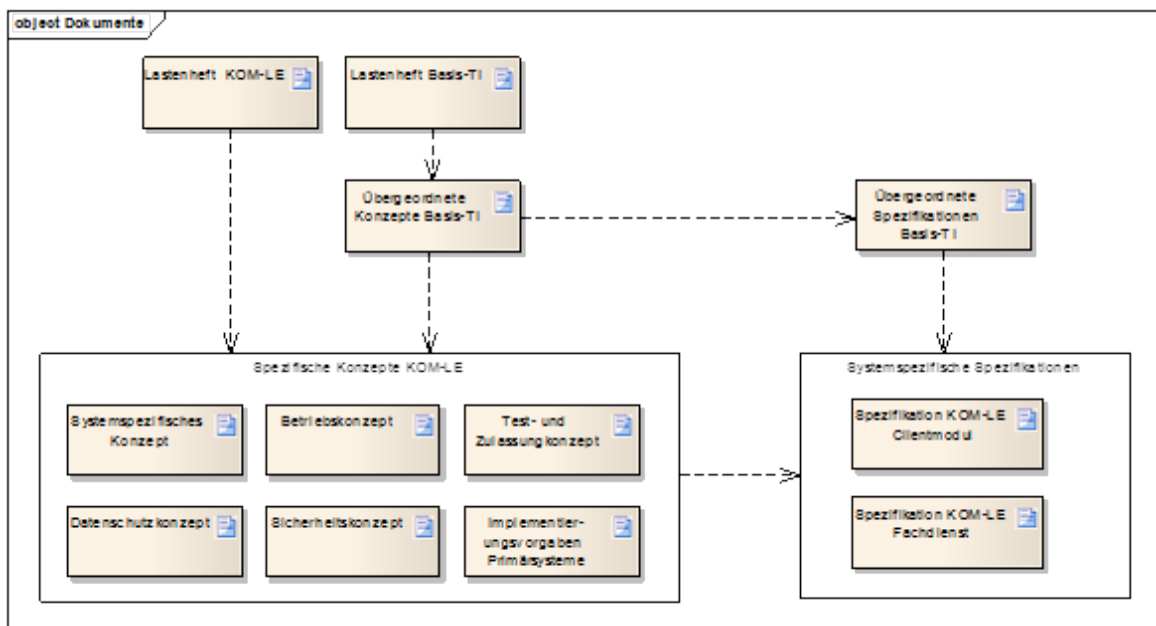 object Dokumente
Lastenheft KOM-LE
Lastenheft Basis-TI
Übergeordnete
Konzepte Basis-TI
Übergeordnete
Spezifikationen
Basis-TI
Spezifische Konzepte KOM-LE
Systemspezifisches
Konzept
Betriebskonzept
Test- und
Zulassungkonzept
Datenschutzkonzept
Sicherheitskonzept
Implementier-
ungsvorgaben
Primärsysteme
Systemspezifische Spezifikationen
Spezifikation KOM-LE
Clientmodul
Spezifikation KOM-LE
Fachdienst